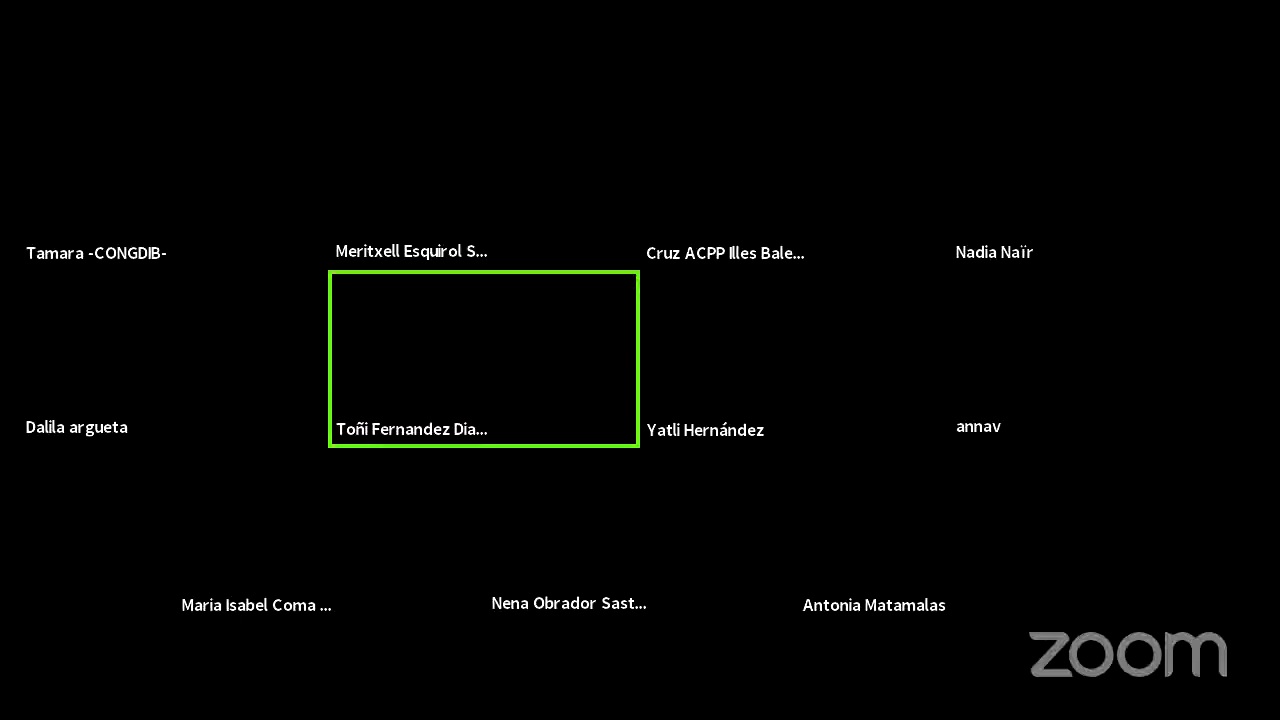 Tamara -CONGDIB-
Meritxell Esquirol S...
Cruz ACPP Illes Bale...
Nadia Naïr
Dalila argueta
Toñi Fernandez Dia...
Yatli Hernández
annav
Maria Isabel Coma ...
Nena Obrador Sast...
Antonia Matamalas
zoom